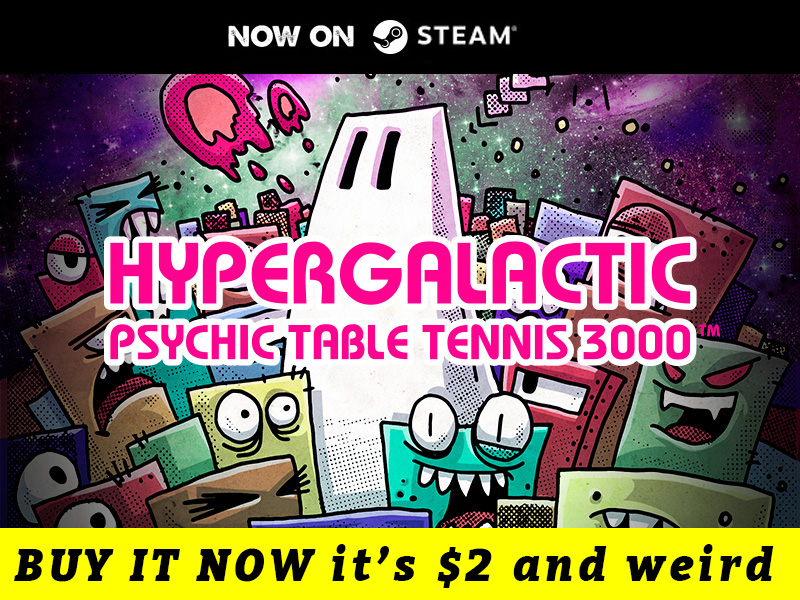 NOW ON STEAM®
HYPERGALACTIC
PSYCHIC TABLE TENNIS 3000™
BUY IT NOW it's $2 and weird